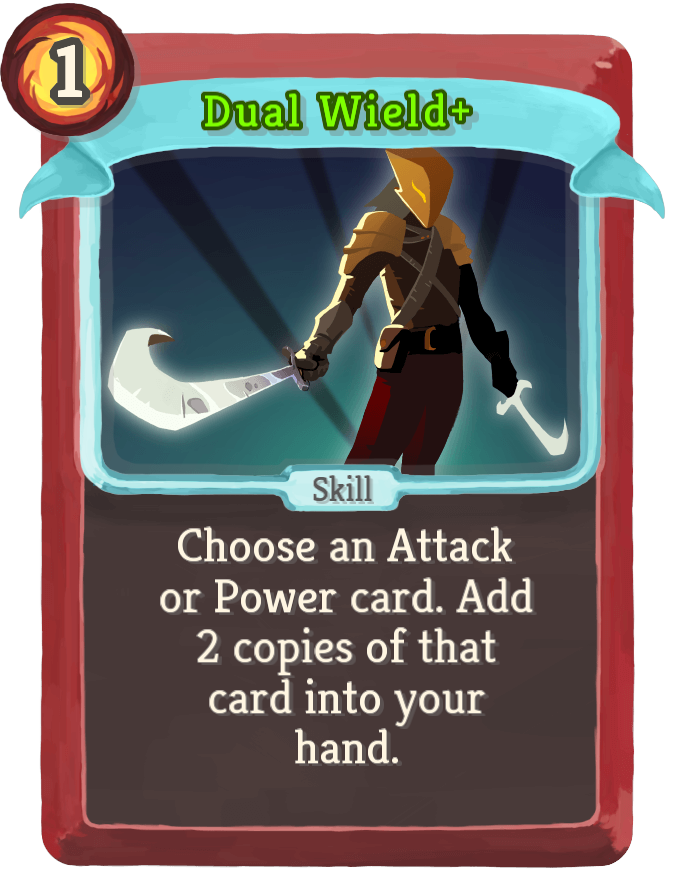 1
Dual Wield+
Skill
Choose an Attack
or Power card. Add
2 copies of that
card into your
hand.